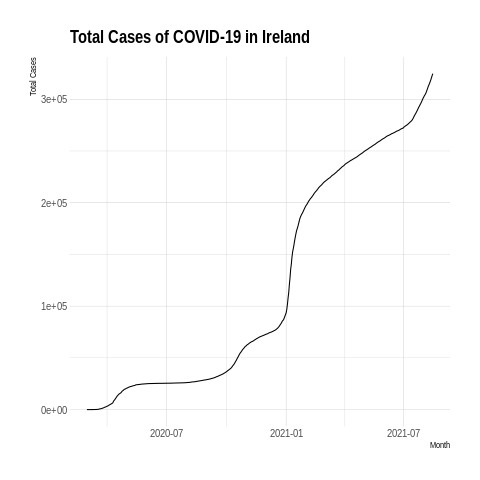 Total Cases of COVID-19 in Ireland
Total Cases
3e+05
2e+05
1e+05
0e+00
2020-07 2021-01 2021-07
Month